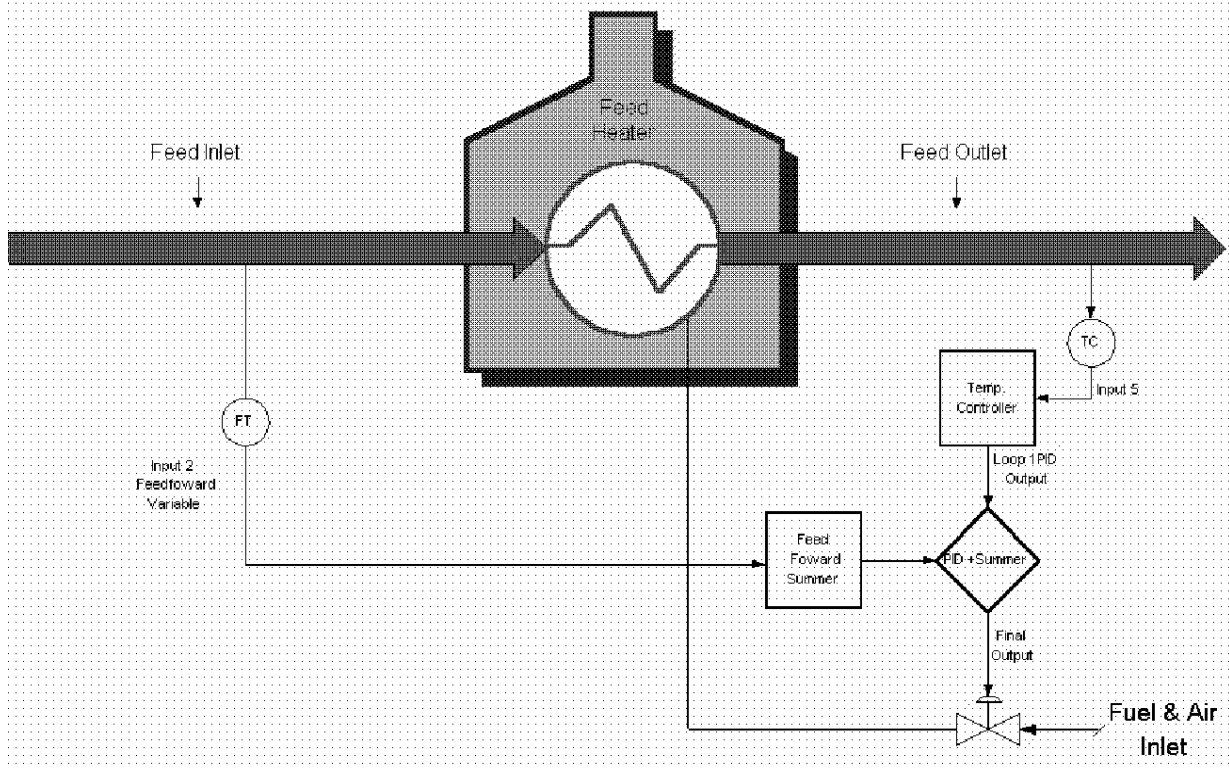 Feed
Heater
Feed Inlet
Feed Outlet
TC
Input 5
Temp.
Controller
FT
Input 2
Feedfoward
Variable
Loop 1PID
Output
Feed
Foward
Summer
PID +Summer
Final
Output
Fuel & Air
Inlet